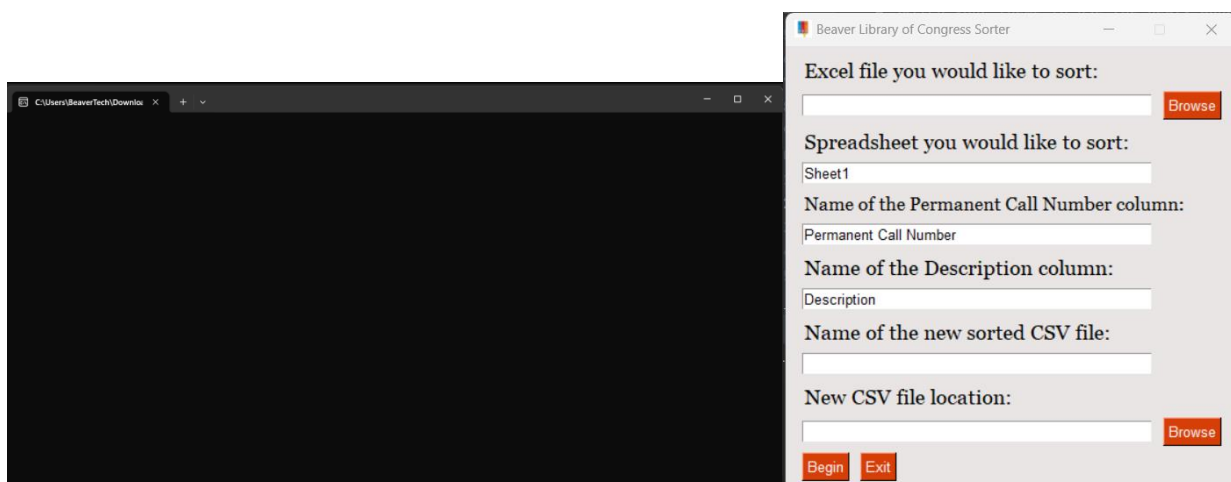 C:\Users\BeaverTech\Downloa
Beaver Library of Congress Sorter
Excel file you would like to sort:
Browse
Spreadsheet you would like to sort:
Sheet1
Name of the Permanent Call Number column:
Permanent Call Number
Name of the Description column:
Description
Name of the new sorted CSV file:
New CSV file location:
Browse
Begin Exit